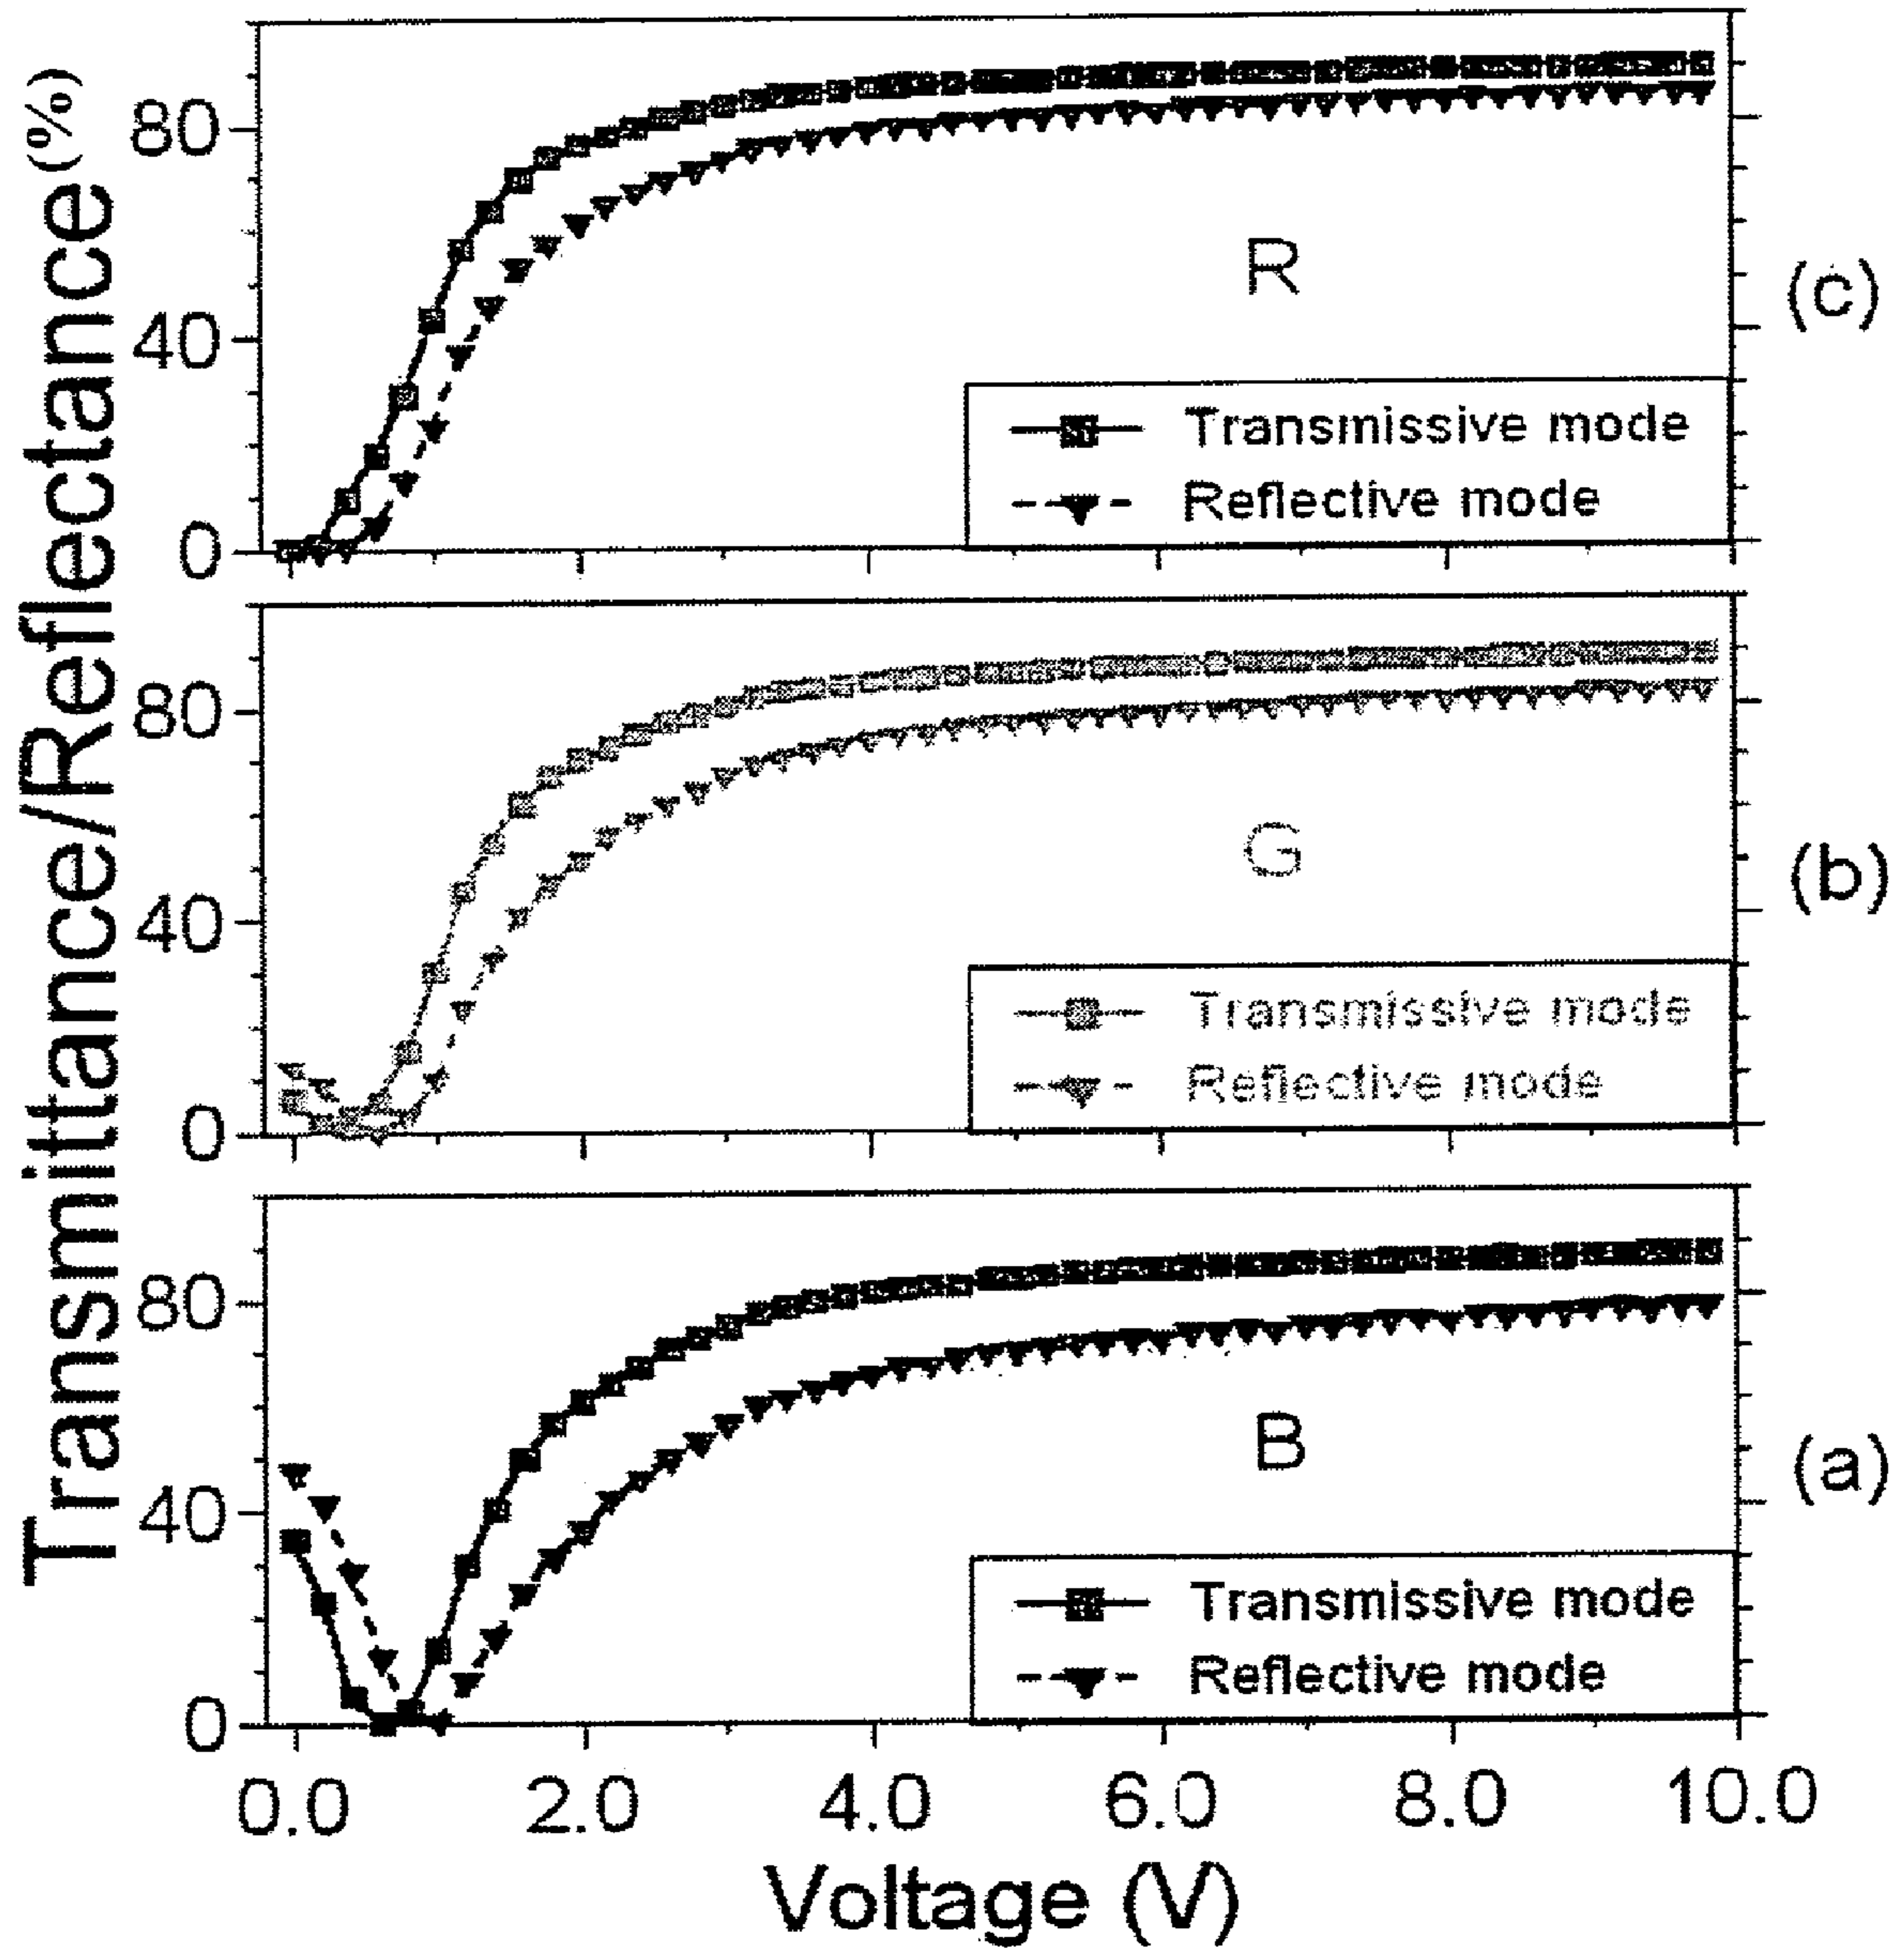 Transmittance/Reflectance(%)
80
40
0
R
(c)
Transmissive mode
Reflective mode
80
40
0
G
(b)
Transmissive mode
Reflective mode
80
40
0
B
(a)
Transmissive mode
Reflective mode
0.0 2.0 4.0 6.0 8.0 10.0
Voltage (V)